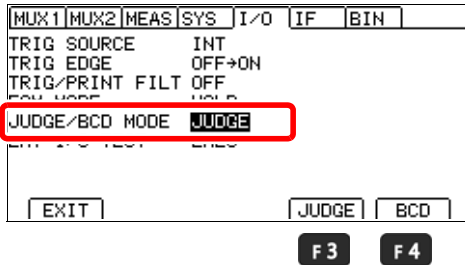 MUX1 MUX2 MEAS SYS I/O IF BIN
TRIG SOURCE INT
TRIG EDGE OFF→ON
TRIG/PRINT FILT OFF
JUDGE/BCD MODE JUDGE
EXIT JUDGE BCD
F3 F4